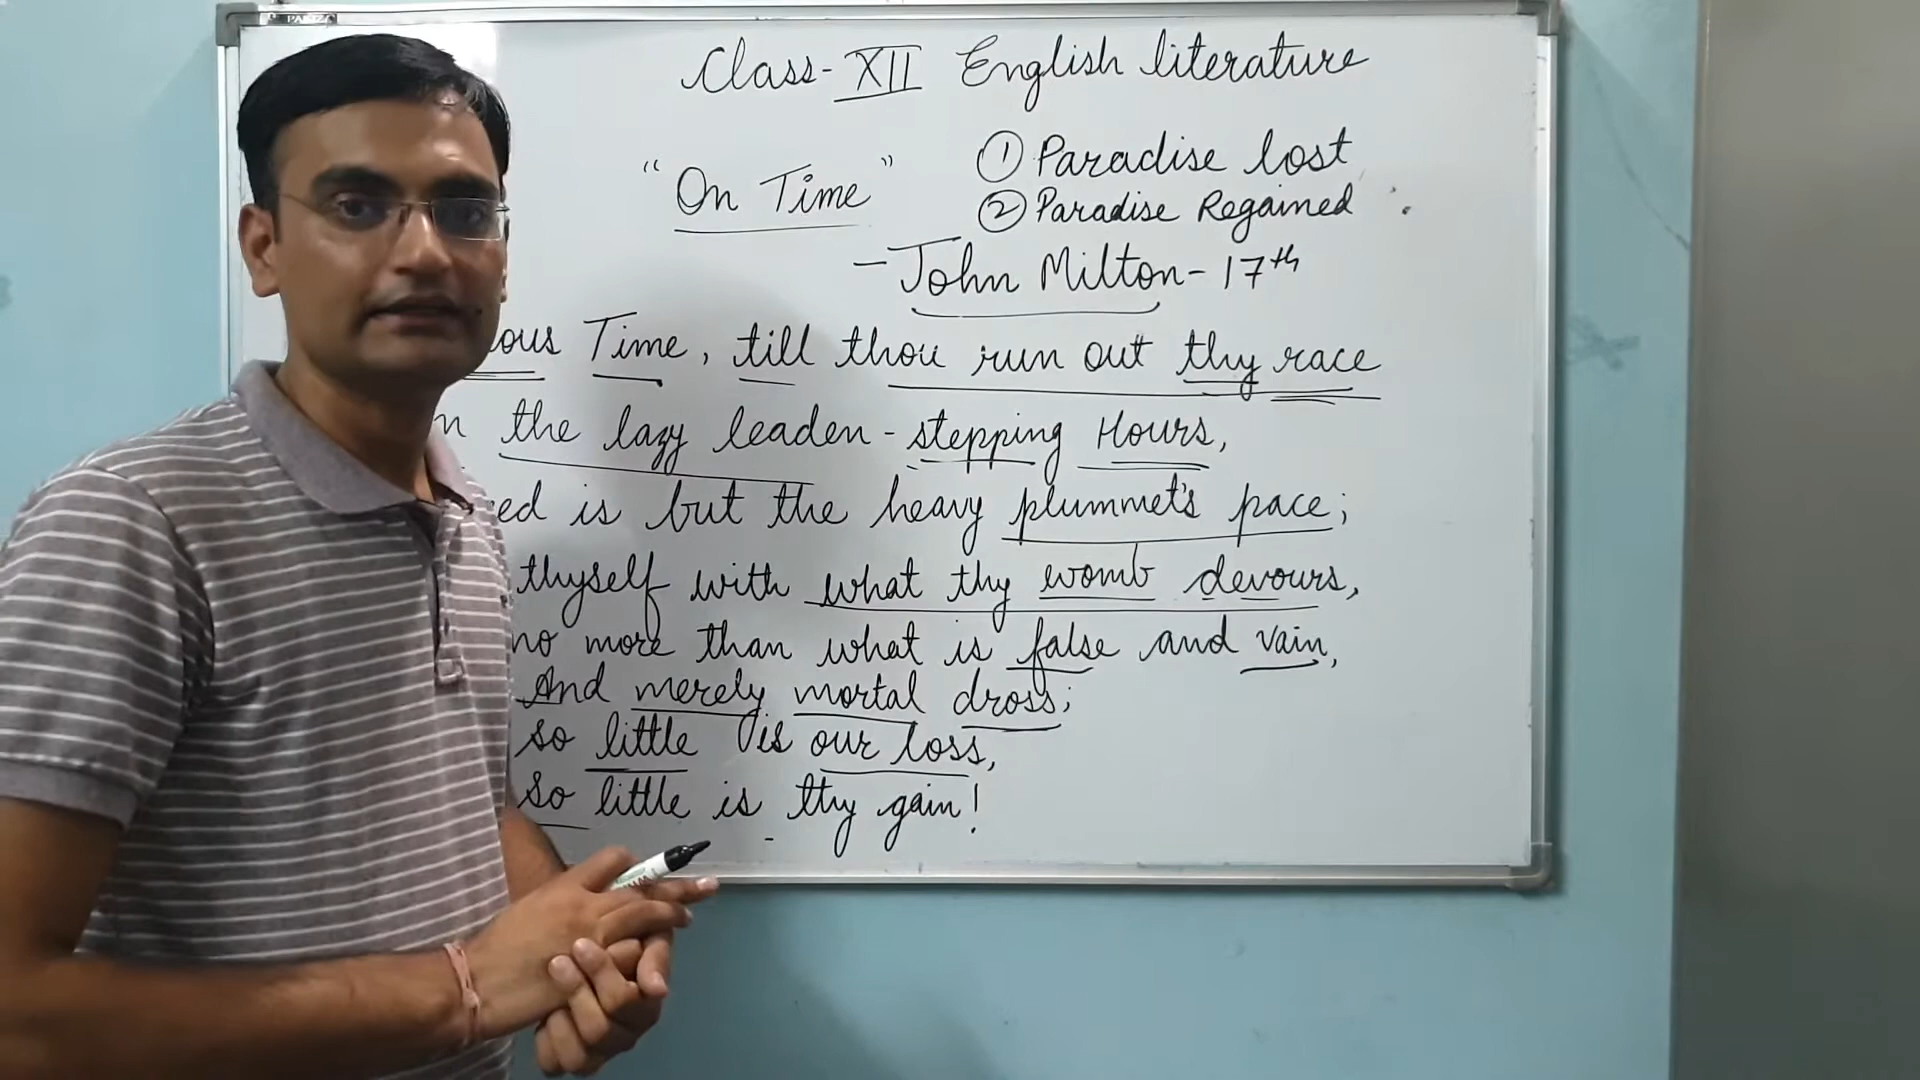 Class-XII English literature
① Paradise lost
"On Time"
② Paradise Regained
- John Milton - 17th
Time, till thou run out thy race
the lazy leaden-stepping Hours,
is but the heavy plummet's pace;
thyself with what thy womb devours,
no more than what is false and vain,
And merely mortal dross;
so little is our loss,
So little is thy gain!